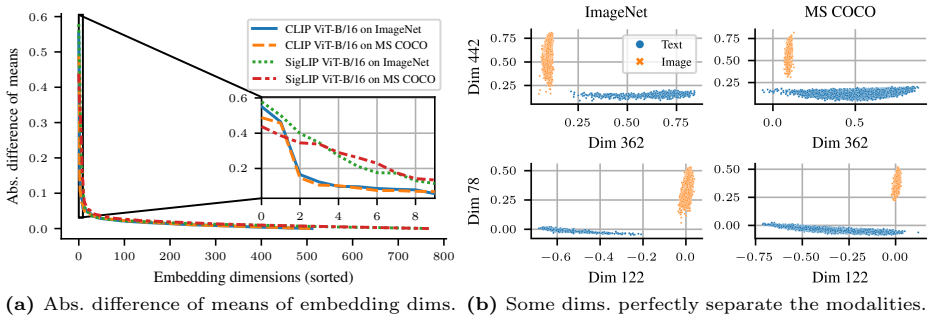 0.6
0.5
0.4
0.3
0.2
0.1
0.0
Abs. difference of means
CLIP ViT-B/16 on ImageNet
CLIP ViT-B/16 on MS COCO
SigLIP ViT-B/16 on ImageNet
SigLIP ViT-B/16 on MS COCO
0.6
0.4
0.2
0 2 4 6 8
0 100 200 300 400 500 600 700 800
Embedding dimensions (sorted)
(a) Abs. difference of means of embedding dims.
ImageNet
MS COCO
Dim 442
0.75
0.50
0.25
Text
Image
0.25 0.50 0.75
Dim 362
0.75
0.50
0.25
0.0 0.5
Dim 362
Dim 78
0.50
0.25
0.00
−0.6 −0.4 −0.2 0.0
Dim 122
0.50
0.25
0.00
−0.75 −0.50 −0.25 0.00
Dim 122
(b) Some dims. perfectly separate the modalities.